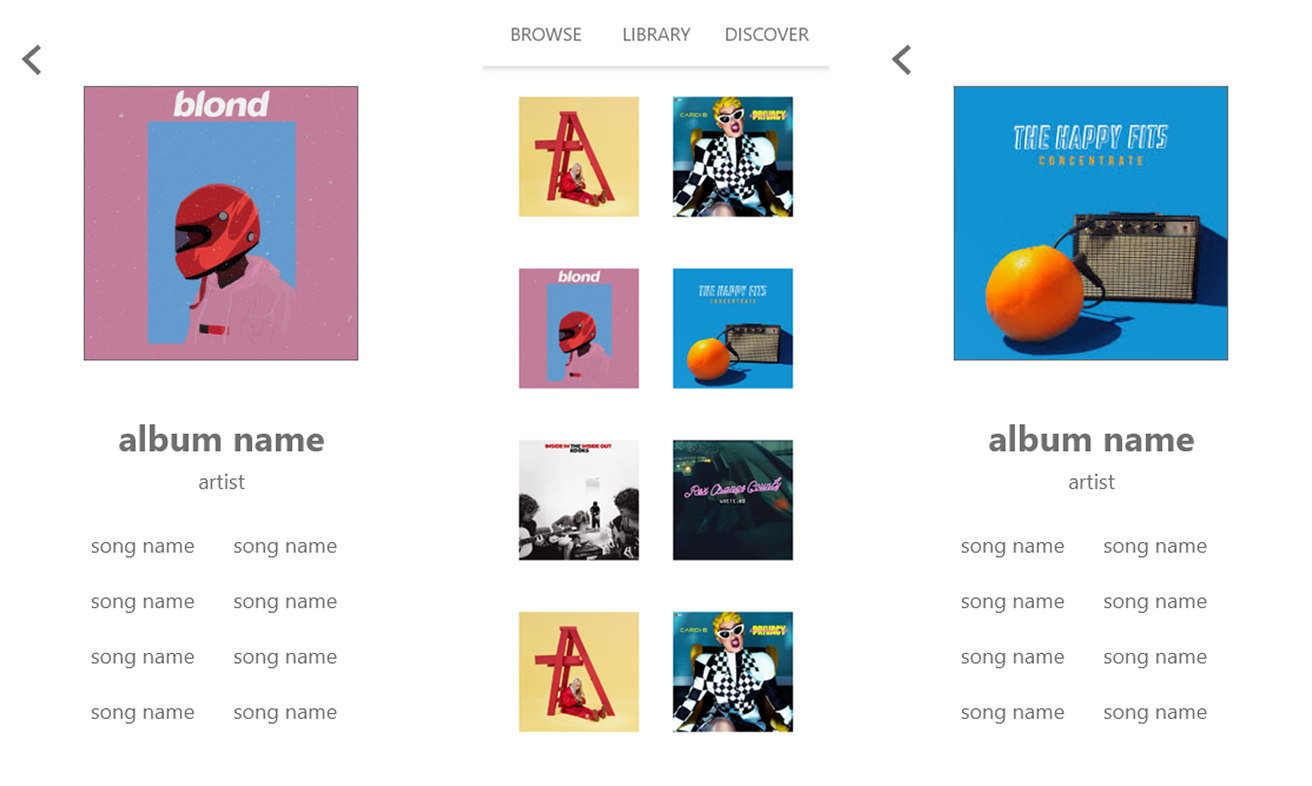 blond
album name
artist
song name song name
song name song name
song name song name
song name song name
BROWSE LIBRARY DISCOVER
CARDI B PRIVACY
blond
THE HAPPY FITS
CONCENTRATE
INSIDE IN THE INSIDE OUT
KOOKS
Rex Orange County
CARDI B PRIVACY
THE HAPPY FITS
CONCENTRATE
album name
artist
song name song name
song name song name
song name song name
song name song name